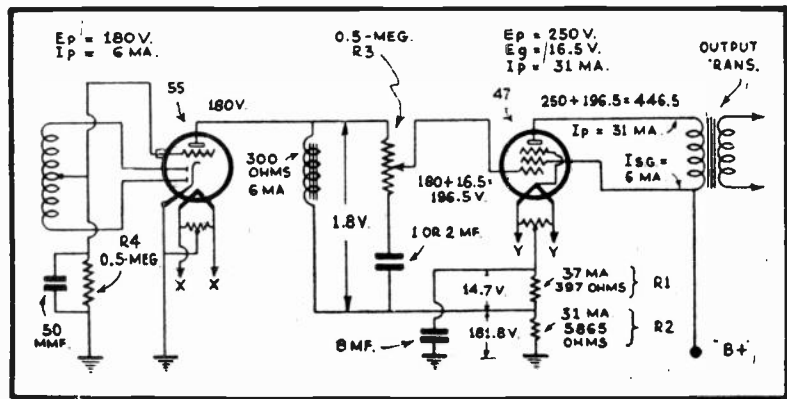 Ep = 180V.
Ip = 6 MA.
55
180V.
0.5-MEG.
R3
Ep = 250V.
Eg = 16.5V.
Ip = 31 MA.
47
OUTPUT
TRANS.
250+196.5=446.5
Ip = 31 MA.
ISG =
6 MA
300
OHMS
6 MA
1.8V.
180+16.5=
196.5 V.
1 OR 2 MF.
R4
0.5-MEG
50
MMF.
X X
Y Y
14.7V.
37 MA
397 OHMS
R1
8 MF.
181.8V.
31 MA
5865
OHMS
R2
"B+"